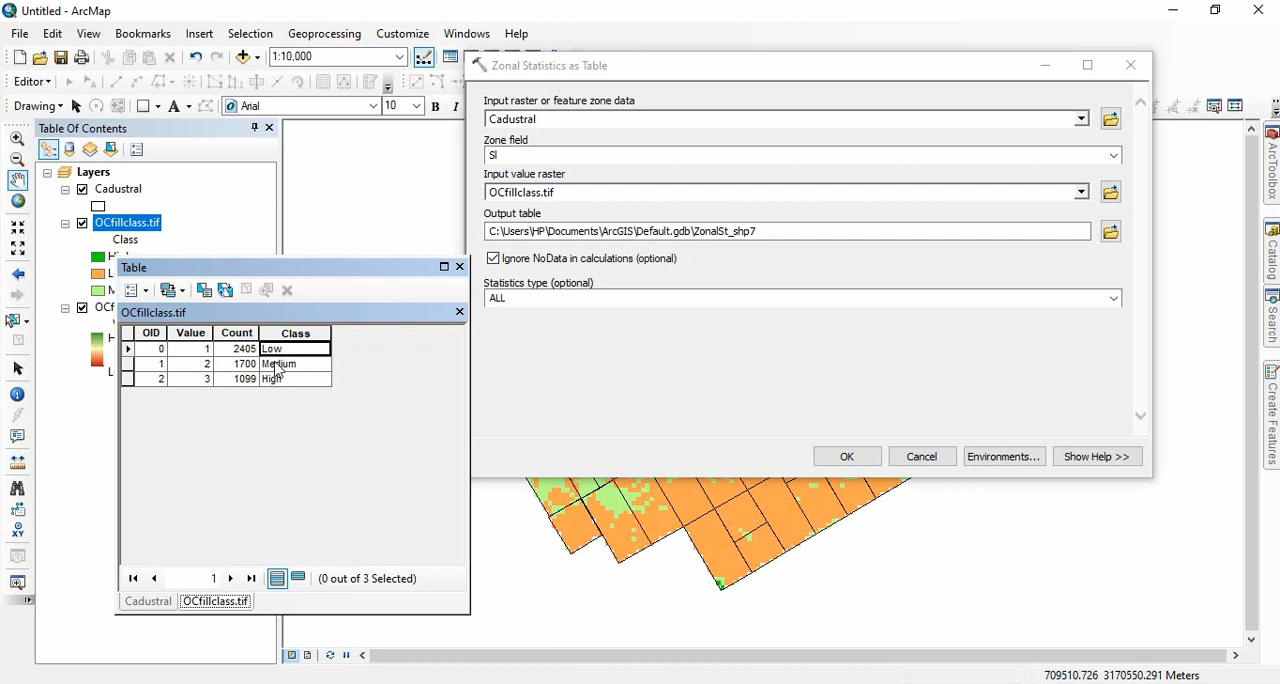 Untitled - ArcMap
File Edit View Bookmarks Insert Selection Geoprocessing Customize Windows Help
1:10,000
Editor
Drawing Arial 10 B I
Table Of Contents
Layers
Cadustral
OCfillclass.tif
Class
Table
OCfillclass.tif
OID Value Count Class
0 1 2405 Low
1 2 1700 Medium
2 3 1099 High
1 (0 out of 3 Selected)
Cadustral OCfillclass.tif
Zonal Statistics as Table
Input raster or feature zone data
Cadustral
Zone field
Sl
Input value raster
OCfillclass.tif
Output table
C:\Users\HP\Documents\ArcGIS\Default.gdb\ZonalSt_shp7
Ignore NoData in calculations (optional)
Statistics type (optional)
ALL
OK Cancel Environments... Show Help >>
ArcToolbox
Catalog
Search
Create Features
709510.726 3170550.291 Meters